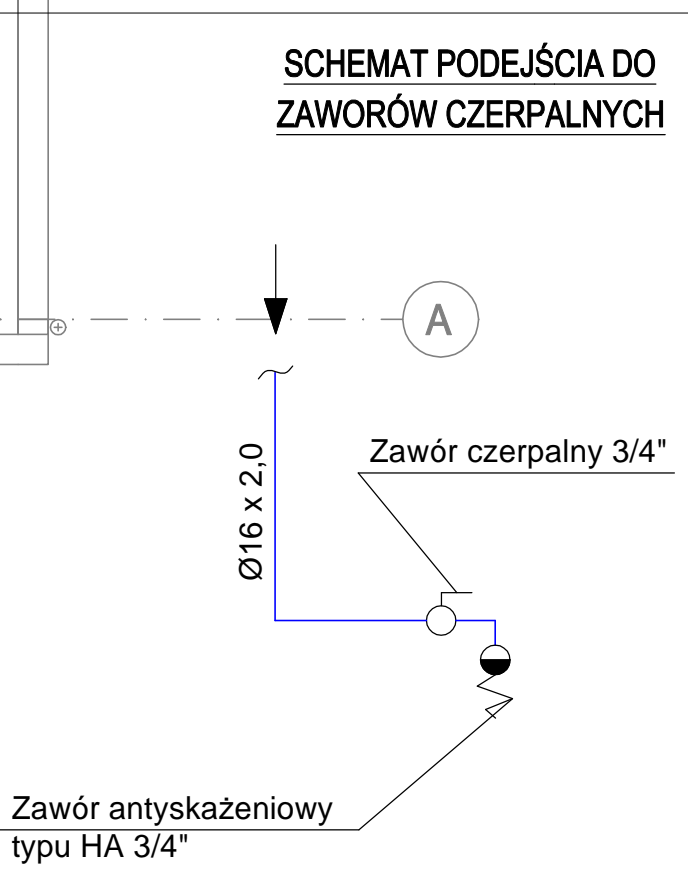 SCHEMAT PODEJŚCIA DO
ZAWORÓW CZERPALNYCH
A
Zawór czerpalny 3/4"
Ø16 x 2,0
Zawór antyskażeniowy
typu HA 3/4"